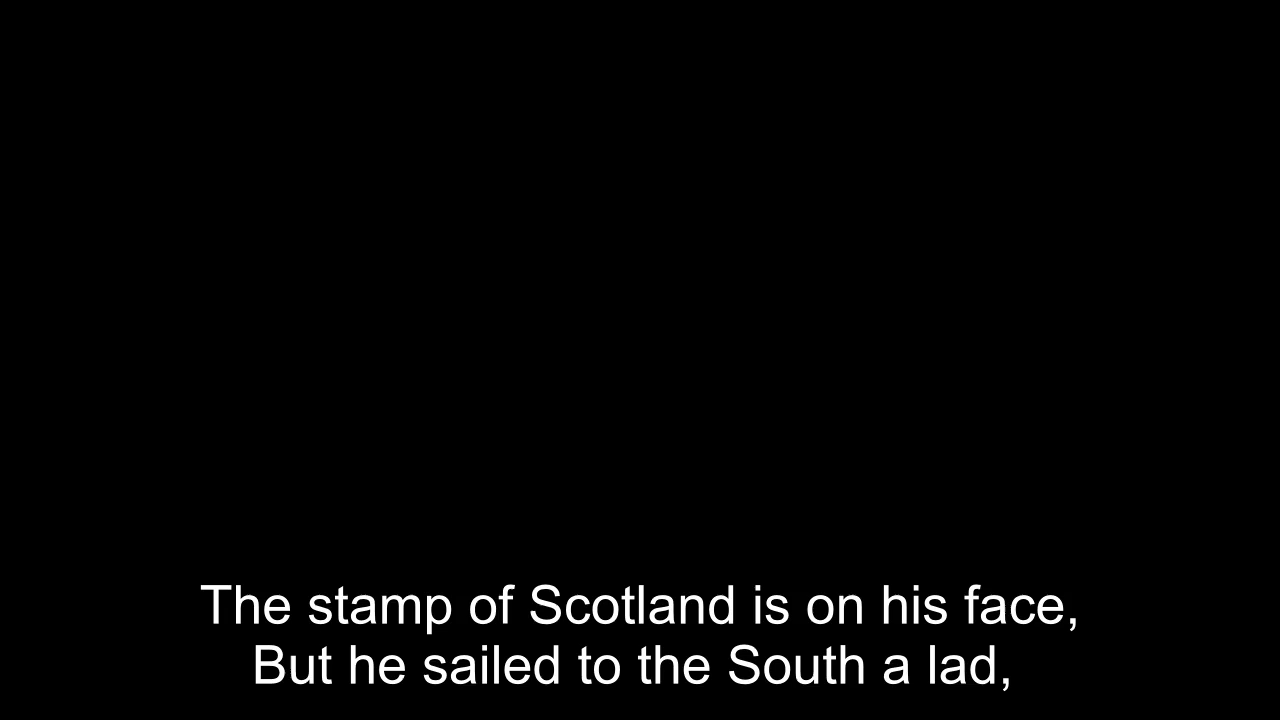 The stamp of Scotland is on his face,
But he sailed to the South a lad,